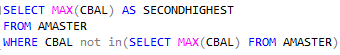 SELECT MAX(CBAL) AS SECONDHIGHEST
FROM AMASTER
WHERE CBAL not in(SELECT MAX(CBAL) FROM AMASTER)